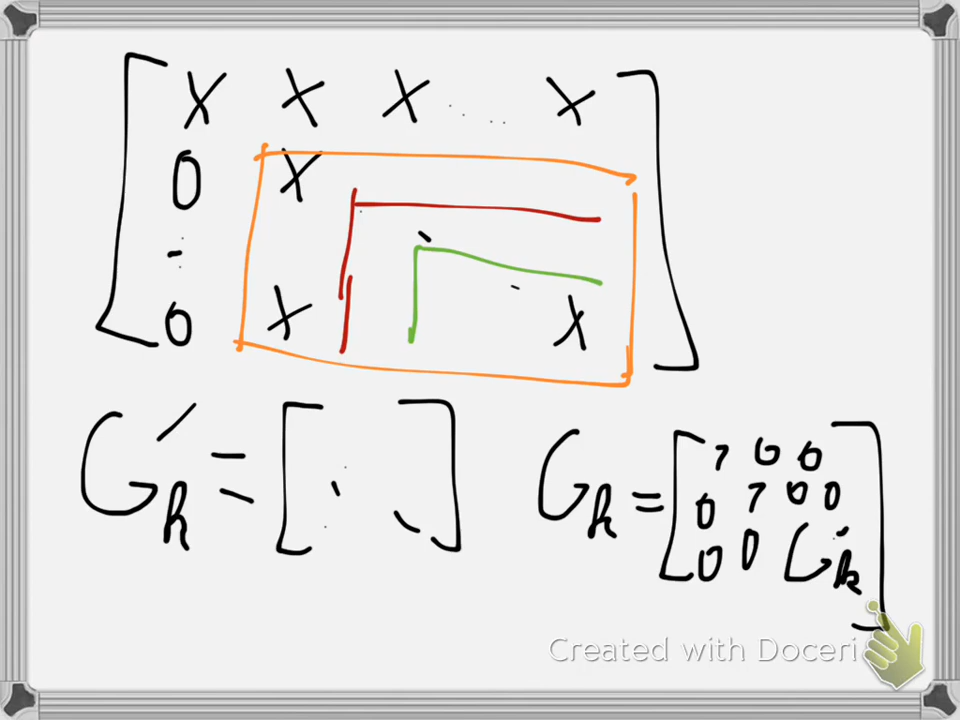 [ X X X . ... X ]
0 X
- .
0 X - X
G'k = [ . \ . ] Gk = [ 1 0 0
0 1 0 0
0 0 G'k ]
Created with Doceri